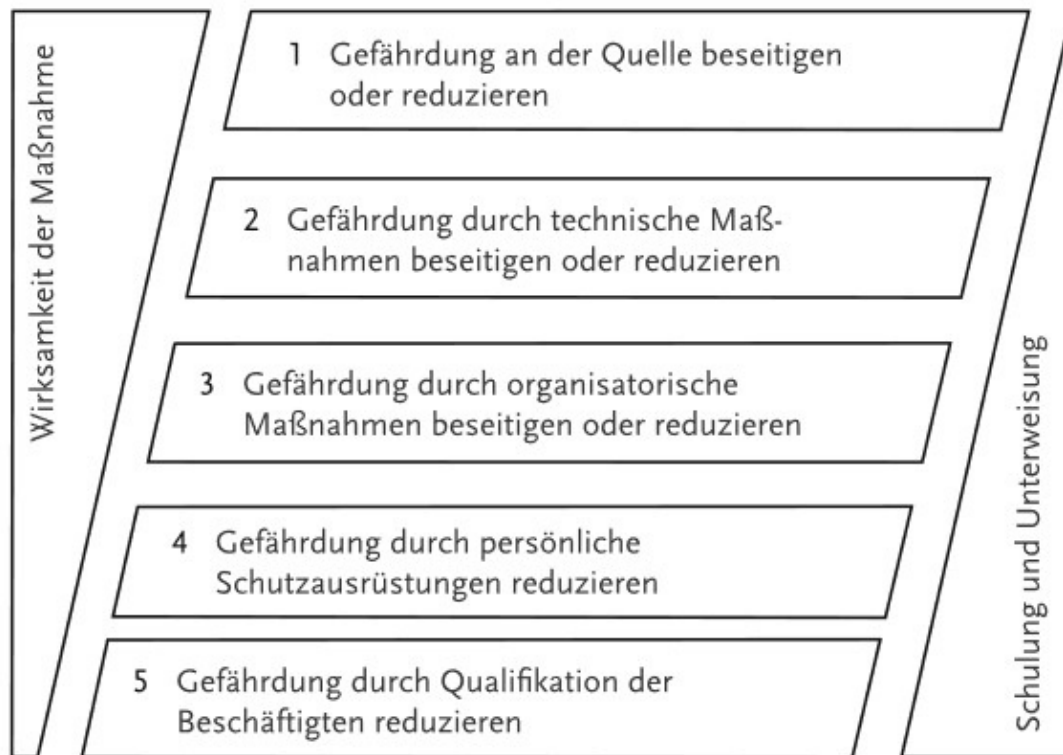 Wirksamkeit der Maßnahme
1 Gefährdung an der Quelle beseitigen
oder reduzieren
2 Gefährdung durch technische Maß-
nahmen beseitigen oder reduzieren
3 Gefährdung durch organisatorische
Maßnahmen beseitigen oder reduzieren
4 Gefährdung durch persönliche
Schutzausrüstungen reduzieren
5 Gefährdung durch Qualifikation der
Beschäftigten reduzieren
Schulung und Unterweisung